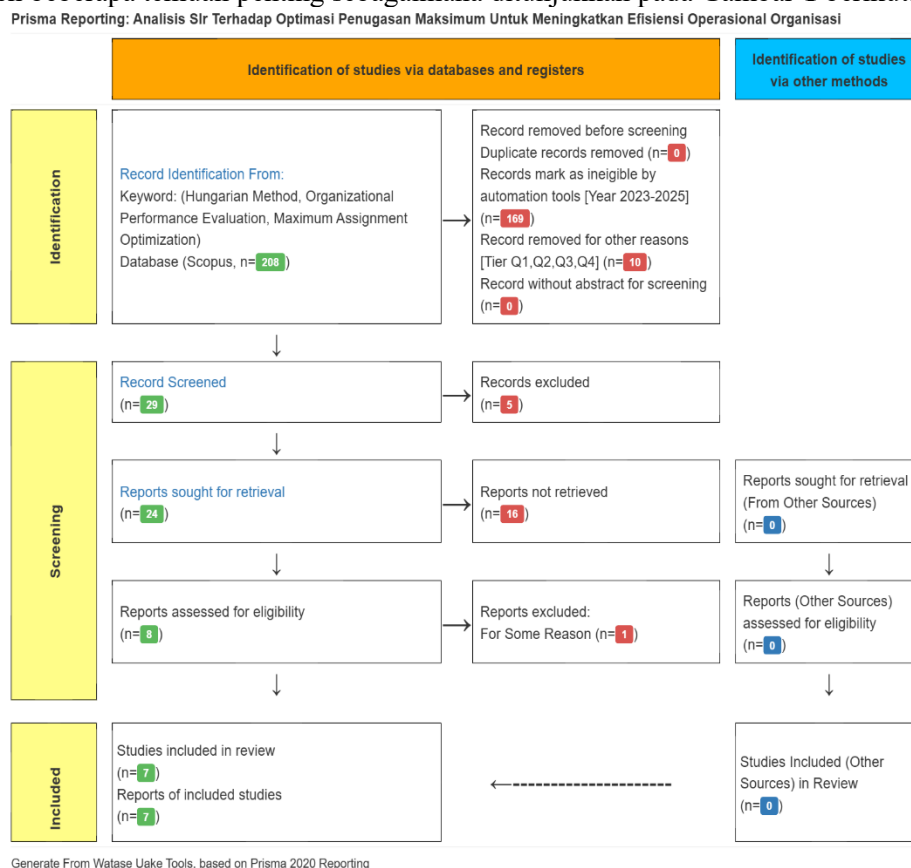 Prisma Reporting: Analisis Slr Terhadap Optimasi Penugasan Maksimum Untuk Meningkatkan Efisiensi Operasional Organisasi
Identification of studies via databases and registers
Identification of studies
via other methods
Identification
Record Identification From:
Keyword: (Hungarian Method, Organizational
Performance Evaluation, Maximum Assignment
Optimization)
Database (Scopus, n=208)
Record removed before screening
Duplicate records removed (n=0)
Records mark as ineigible by
automation tools [Year 2023-2025]
(n=169)
Record removed for other reasons
[Tier Q1,Q2,Q3,Q4] (n=10)
Record without abstract for screening
(n=0)
Screening
Record Screened
(n=29)
Records excluded
(n=5)
Reports sought for retrieval
(n=24)
Reports not retrieved
(n=16)
Reports sought for retrieval
(From Other Sources)
(n=0)
Reports assessed for eligibility
(n=8)
Reports excluded:
For Some Reason (n=1)
Reports (Other Sources)
assessed for eligibility
(n=0)
Included
Studies included in review
(n=7)
Reports of included studies
(n=7)
Studies Included (Other
Sources) in Review
(n=0)
Generate From Watase Uake Tools, based on Prisma 2020 Reporting